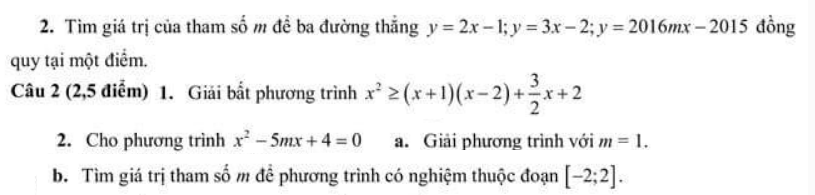 2. Tìm giá trị của tham số m để ba đường thẳng y = 2x − 1; y = 3x − 2; y = 2016mx − 2015 đồng
quy tại một điểm.
Câu 2 (2,5 điểm) 1. Giải bất phương trình x² ≥ (x + 1)(x − 2) + 3/2 x + 2
2. Cho phương trình x² − 5mx + 4 = 0 a. Giải phương trình với m = 1.
b. Tìm giá trị tham số m để phương trình có nghiệm thuộc đoạn [−2; 2].